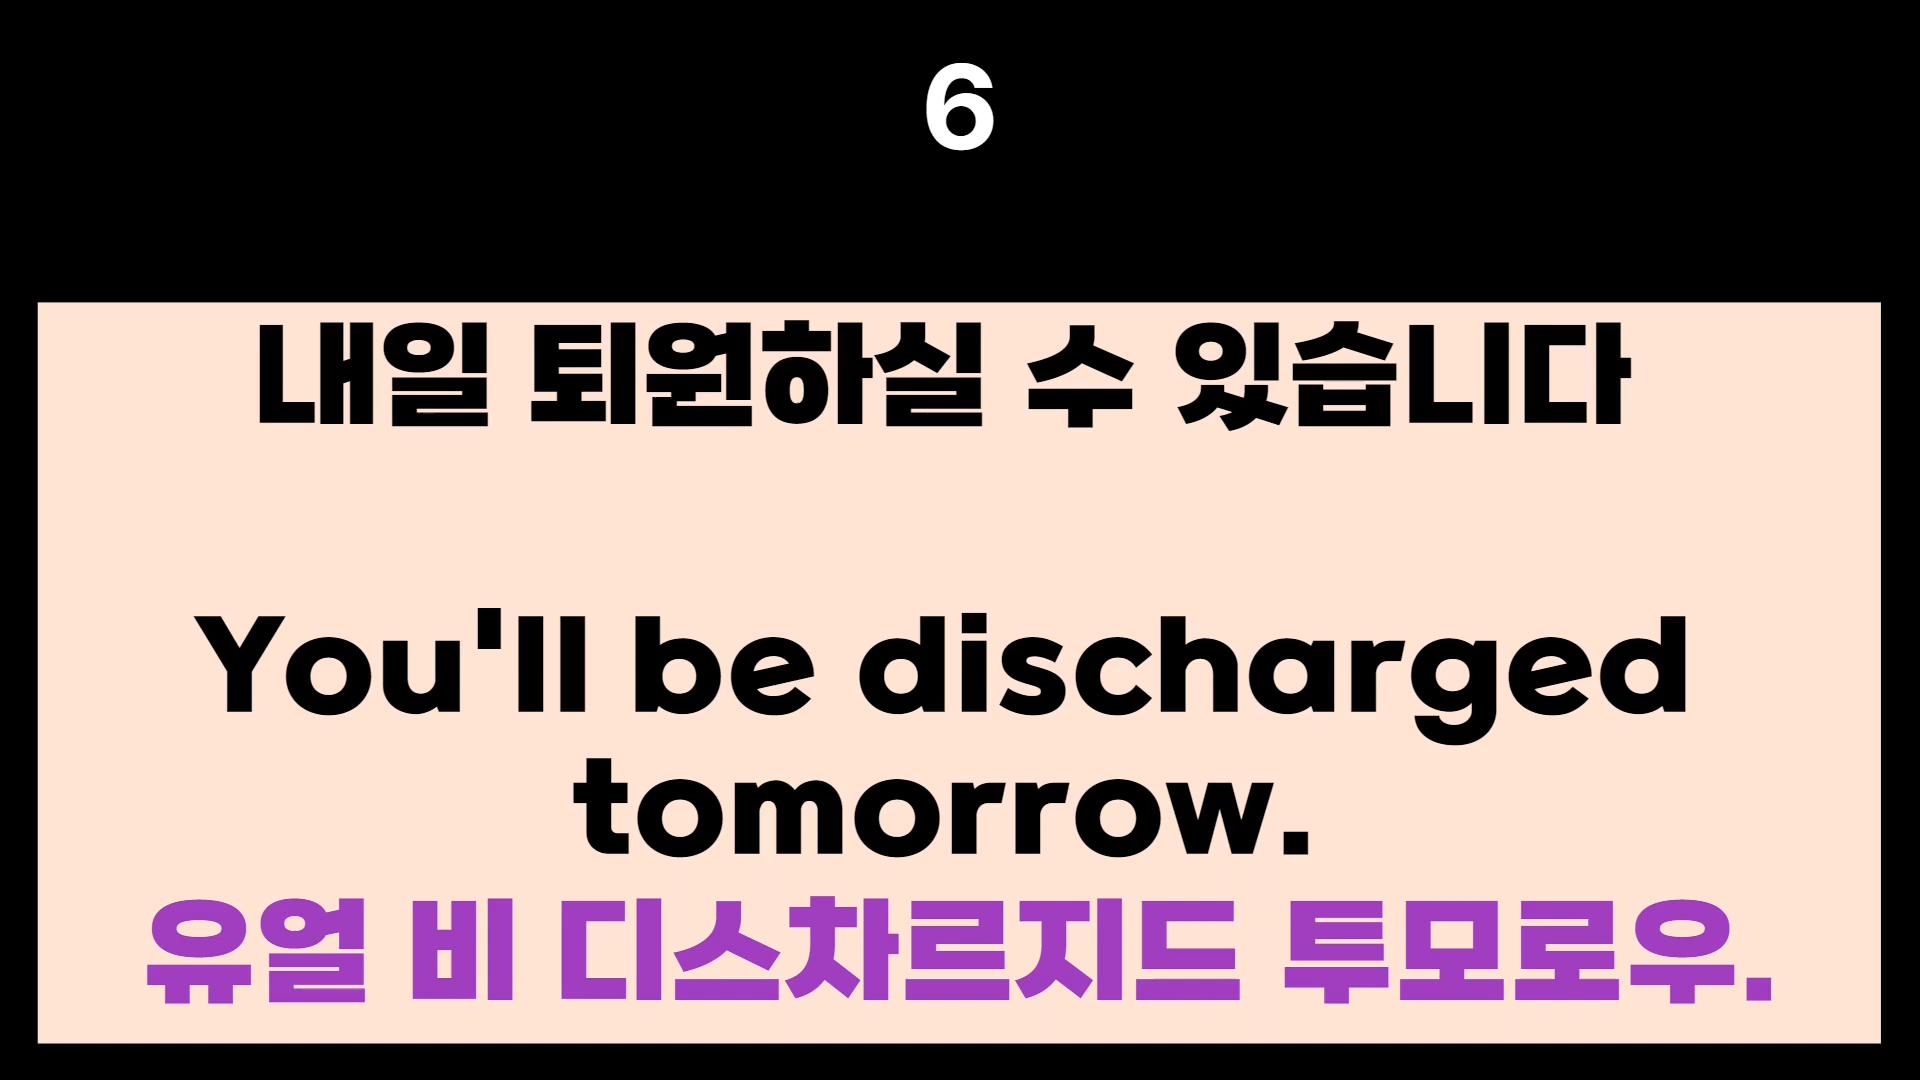 6
내일 퇴원하실 수 있습니다
You'll be discharged
tomorrow.
유얼 비 디스차르지드 투모로우.